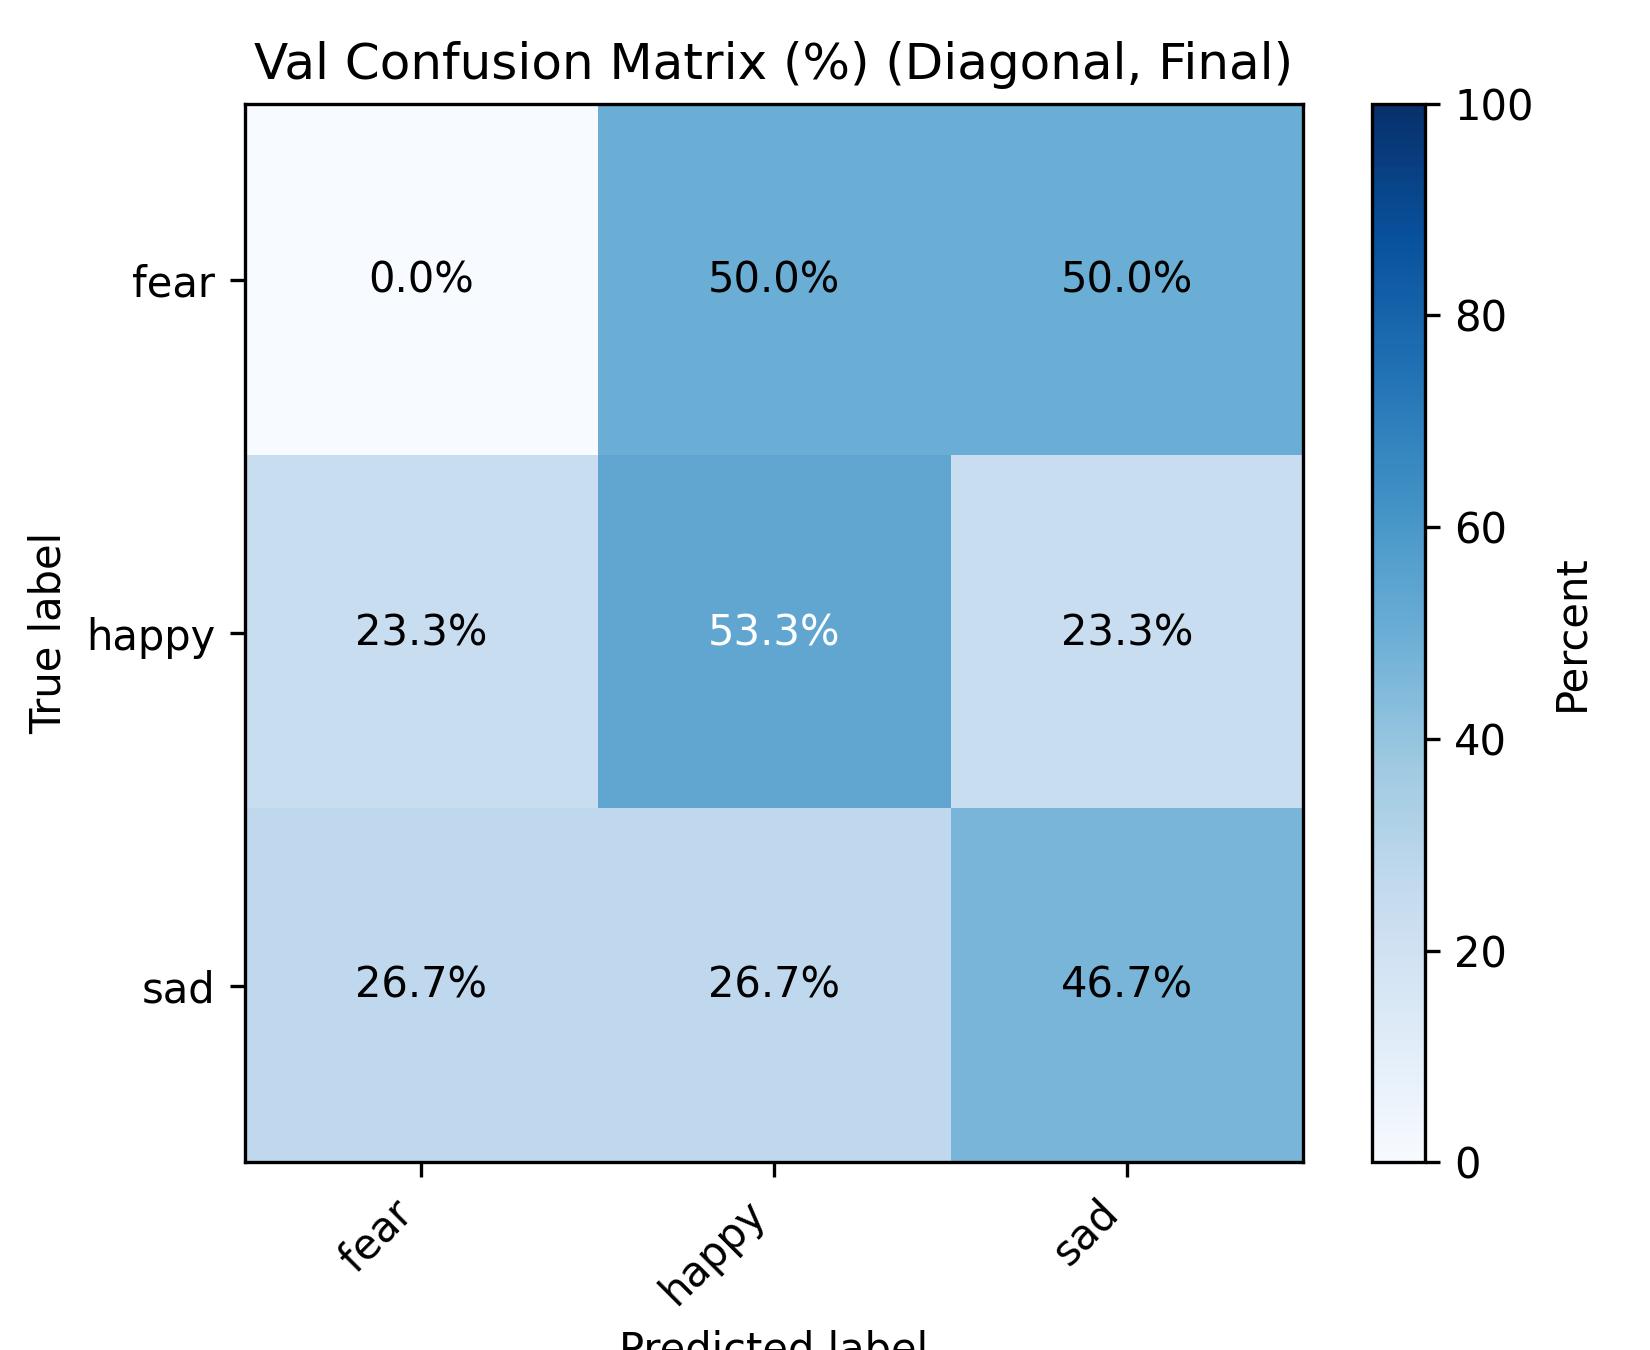 Val Confusion Matrix (%) (Diagonal, Final)
True label
fear
0.0%
50.0%
50.0%
happy
23.3%
53.3%
23.3%
sad
26.7%
26.7%
46.7%
fear
happy
sad
Predicted label
100
80
60
40
20
0
Percent